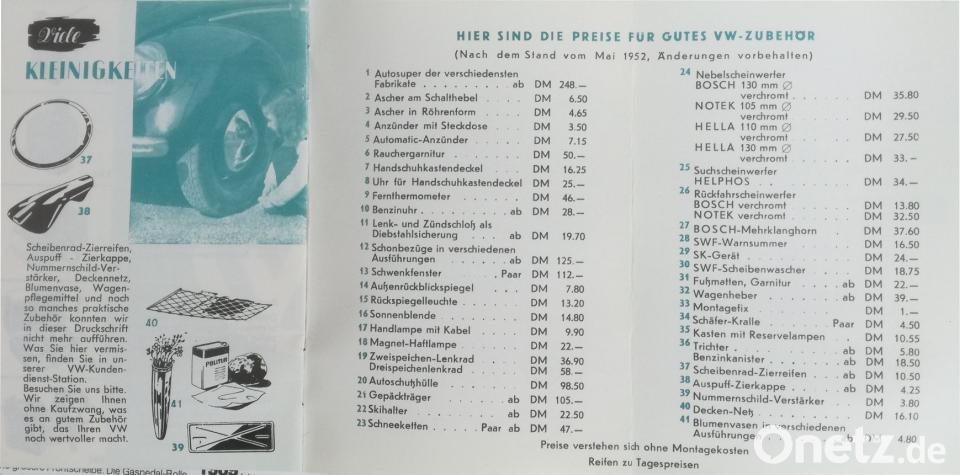 Viele
KLEINIGKEITEN
37
38
Scheibenrad-Zierreifen,
Auspuff - Zierkappe,
Nummernschild-Ver-
stärker, Deckennetz,
Blumenvase, Wagen-
pflegemittel und noch
so manches praktische
Zubehör konnten wir
in dieser Druckschrift
nicht mehr aufführen.
Was Sie hier vermis-
sen, finden Sie in un-
serer VW-Kunden-
dienst-Station.
Besuchen Sie uns bitte.
Wir zeigen Ihnen
ohne Kaufzwang, was
es an gutem Zubehör
gibt, das Ihren VW
noch wertvoller macht.
40
POLITUR
41
39
HIER SIND DIE PREISE FÜR GUTES VW-ZUBEHÖR
(Nach dem Stand vom Mai 1952, Änderungen vorbehalten)
1 Autosuper der verschiedensten
Fabrikate . . . . . . . . . ab DM 248.—
2 Ascher am Schalthebel . . . . DM 6.50
3 Ascher in Röhrenform . . . . DM 4.65
4 Anzünder mit Steckdose . . . DM 3.50
5 Automatic-Anzünder . . . . DM 7.15
6 Rauchergarnitur . . . . . . DM 50.—
7 Handschuhkastendeckel . . . DM 16.25
8 Uhr für Handschuhkastendeckel DM 25.—
9 Fernthermometer . . . . . . DM 46.—
10 Benzinuhr . . . . . . . . ab DM 28.—
11 Lenk- und Zündschloß als
Diebstahlsicherung . . . . ab DM 19.70
12 Schonbezüge in verschiedenen
Ausführungen . . . . . . ab DM 125.—
13 Schwenkfenster . . . . . Paar DM 112.—
14 Außenrückblickspiegel . . . . DM 7.80
15 Rückspiegelleuchte . . . . . DM 13.20
16 Sonnenblende . . . . . . . DM 14.80
17 Handlampe mit Kabel . . . . DM 9.90
18 Magnet-Haftlampe . . . . . DM 22.—
19 Zweispeichen-Lenkrad . . . . DM 36.90
Dreispeichenlenkrad . . . . . DM 58.—
20 Autoschutzhülle . . . . . . DM 98.50
21 Gepäckträger . . . . . . ab DM 105.—
22 Skihalter . . . . . . . . ab DM 22.50
23 Schneeketten . . . . . Paar ab DM 47.—
24 Nebelscheinwerfer
BOSCH 130 mm ∅
verchromt . . . . . . DM 35.80
NOTEK 105 mm ∅
verchromt . . . . . . DM 29.50
HELLA 110 mm ∅
verchromt . . . . . . DM 27.50
HELLA 130 mm ∅
verchromt . . . . . . DM 33.—
25 Suchscheinwerfer
HELPHOS . . . . . . . . DM 34.—
26 Rückfahrscheinwerfer
BOSCH verchromt . . . . . DM 13.80
NOTEK verchromt . . . . . DM 32.50
27 BOSCH-Mehrklanghorn . . . . DM 37.60
28 SWF-Warnsummer . . . . . DM 16.50
29 SK-Gerät . . . . . . . . DM 24.—
30 SWF-Scheibenwascher . . . . DM 18.75
31 Fußmatten, Garnitur . . . . ab DM 22.—
32 Wagenheber . . . . . . . ab DM 39.—
33 Montagefix . . . . . . . . DM 1.—
34 Schäfer-Kralle . . . . . Paar DM 4.50
35 Kasten mit Reservelampen . . DM 10.55
36 Trichter . . . . . . . . ab DM 5.80
Benzinkanister . . . . . . ab DM 18.50
37 Scheibenrad-Zierreifen . . . ab DM 10.50
38 Auspuff-Zierkappe . . . . . ab DM 4.25
39 Nummernschild-Verstärker . . DM 3.80
40 Decken-Netz . . . . . . . DM 16.10
41 Blumenvasen in verschiedenen
Ausführungen . . . . . . ab DM 4.80
Preise verstehen sich ohne Montagekosten
Reifen zu Tagespreisen
Onetz.de